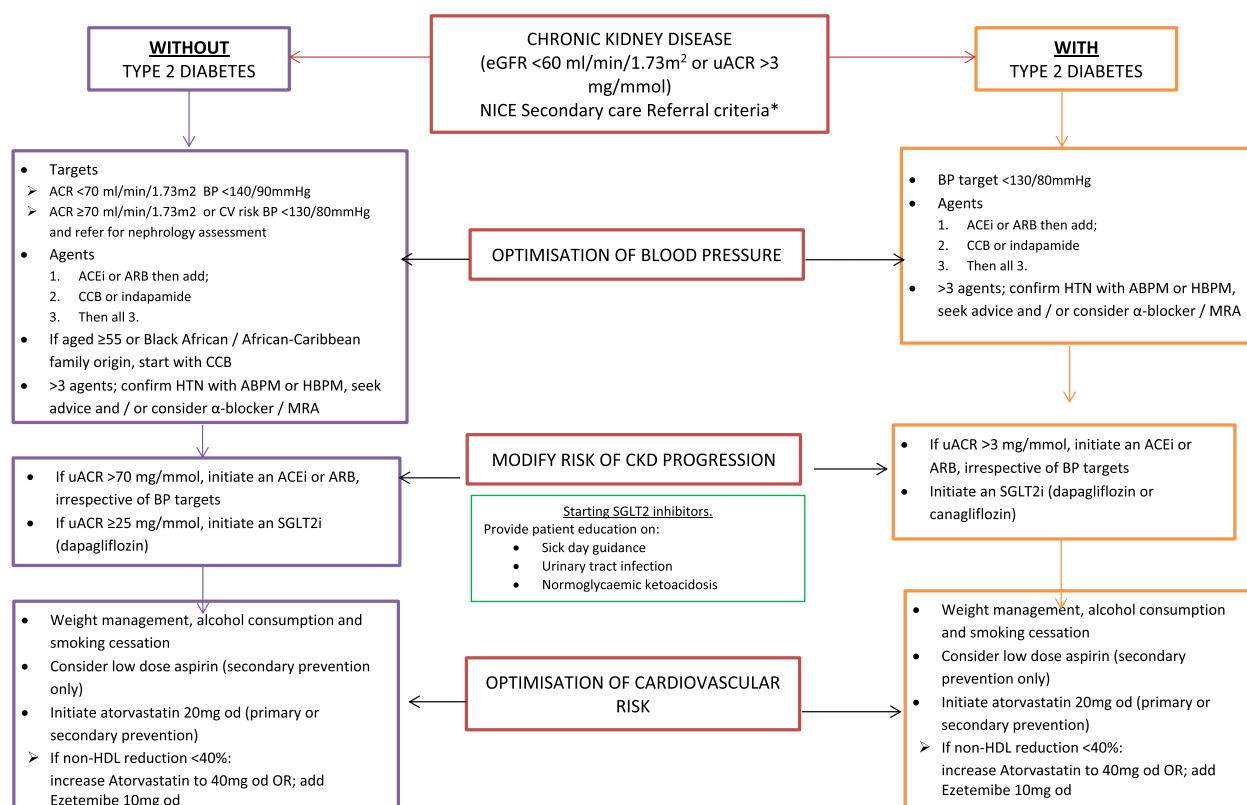 CHRONIC KIDNEY DISEASE
(eGFR <60 ml/min/1.73m² or uACR >3
mg/mmol)
NICE Secondary care Referral criteria*
WITHOUT
TYPE 2 DIABETES
WITH
TYPE 2 DIABETES
OPTIMISATION OF BLOOD PRESSURE
• Targets
➢ ACR <70 ml/min/1.73m2 BP <140/90mmHg
➢ ACR ≥70 ml/min/1.73m2 or CV risk BP <130/80mmHg
and refer for nephrology assessment
• Agents
1. ACEi or ARB then add;
2. CCB or indapamide
3. Then all 3.
• If aged ≥55 or Black African / African-Caribbean
family origin, start with CCB
• >3 agents; confirm HTN with ABPM or HBPM, seek
advice and / or consider α-blocker / MRA
• BP target <130/80mmHg
• Agents
1. ACEi or ARB then add;
2. CCB or indapamide
3. Then all 3.
• >3 agents; confirm HTN with ABPM or HBPM,
seek advice and / or consider α-blocker / MRA
MODIFY RISK OF CKD PROGRESSION
• If uACR >70 mg/mmol, initiate an ACEi or ARB,
irrespective of BP targets
• If uACR ≥25 mg/mmol, initiate an SGLT2i
(dapagliflozin)
• If uACR >3 mg/mmol, initiate an ACEi or
ARB, irrespective of BP targets
• Initiate an SGLT2i (dapagliflozin or
canagliflozin)
Starting SGLT2 inhibitors.
Provide patient education on:
• Sick day guidance
• Urinary tract infection
• Normoglycaemic ketoacidosis
OPTIMISATION OF CARDIOVASCULAR
RISK
• Weight management, alcohol consumption and
smoking cessation
• Consider low dose aspirin (secondary prevention
only)
• Initiate atorvastatin 20mg od (primary or
secondary prevention)
➢ If non-HDL reduction <40%:
increase Atorvastatin to 40mg od OR; add
Ezetemibe 10mg od
• Weight management, alcohol consumption
and smoking cessation
• Consider low dose aspirin (secondary
prevention only)
• Initiate atorvastatin 20mg od (primary or
secondary prevention)
➢ If non-HDL reduction <40%:
increase Atorvastatin to 40mg od OR; add
Ezetemibe 10mg od